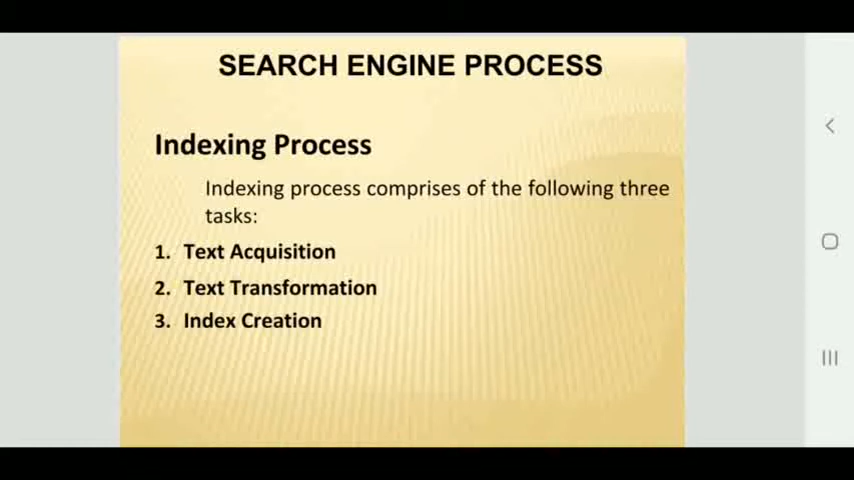 SEARCH ENGINE PROCESS
Indexing Process
Indexing process comprises of the following three
tasks:
1. Text Acquisition
2. Text Transformation
3. Index Creation